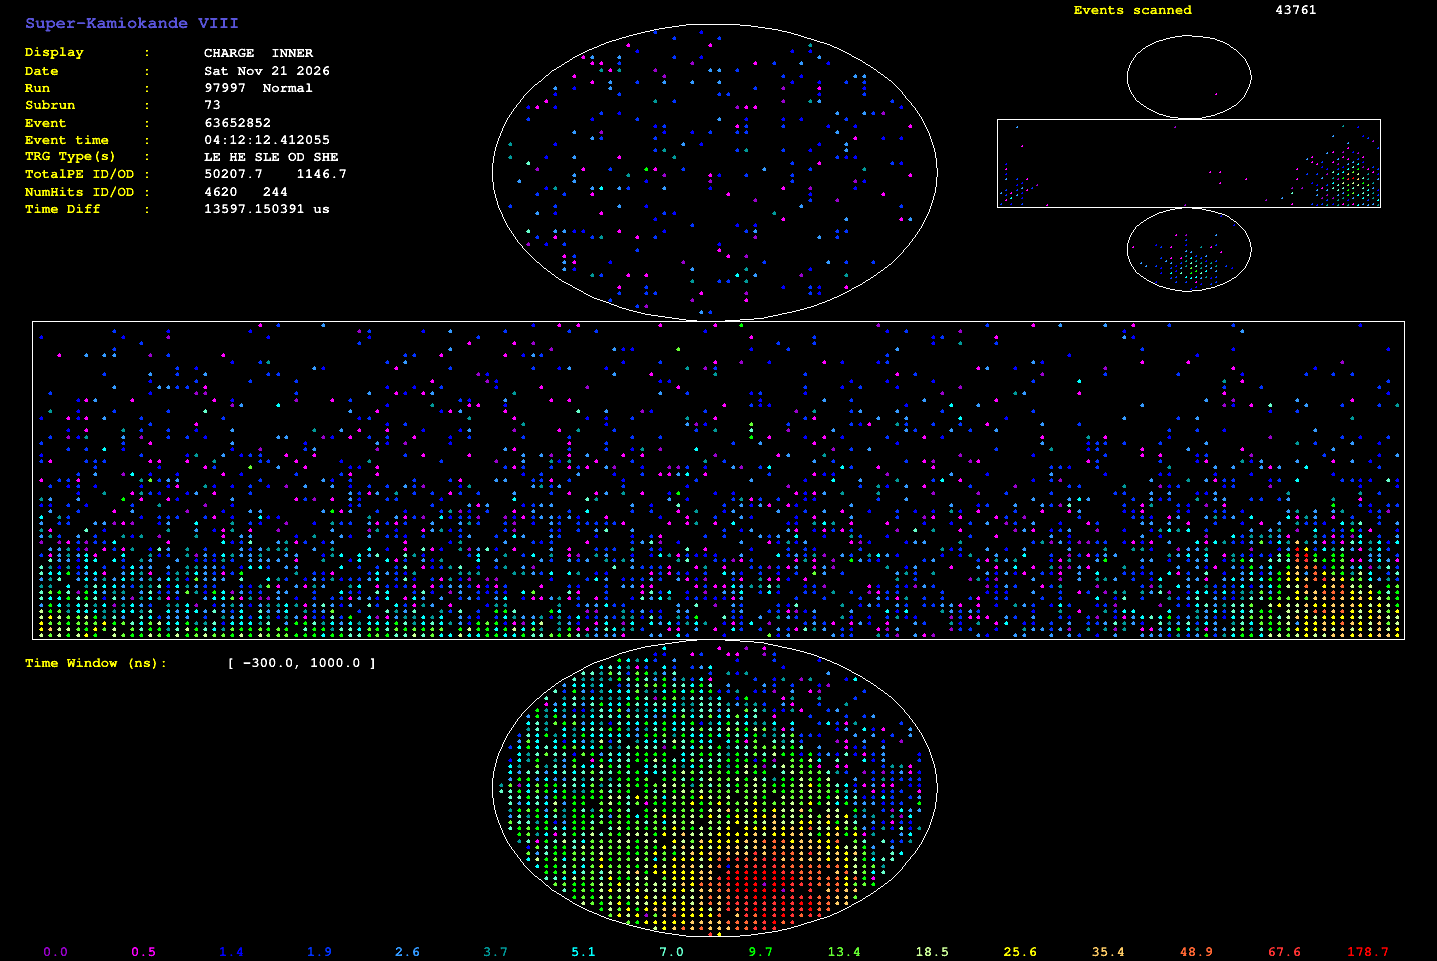 Super-Kamiokande VIII
Events scanned 43761
Display : CHARGE INNER
Date : Sat Nov 21 2026
Run : 97997 Normal
Subrun : 73
Event : 63652852
Event time : 04:12:12.412055
TRG Type(s) : LE HE SLE OD SHE
TotalPE ID/OD : 50207.7 1146.7
NumHits ID/OD : 4620 244
Time Diff : 13597.150391 us
Time Window (ns): [ -300.0, 1000.0 ]
0.0 0.5 1.4 1.9 2.6 3.7 5.1 7.0 9.7 13.4 18.5 25.6 35.4 48.9 67.6 178.7